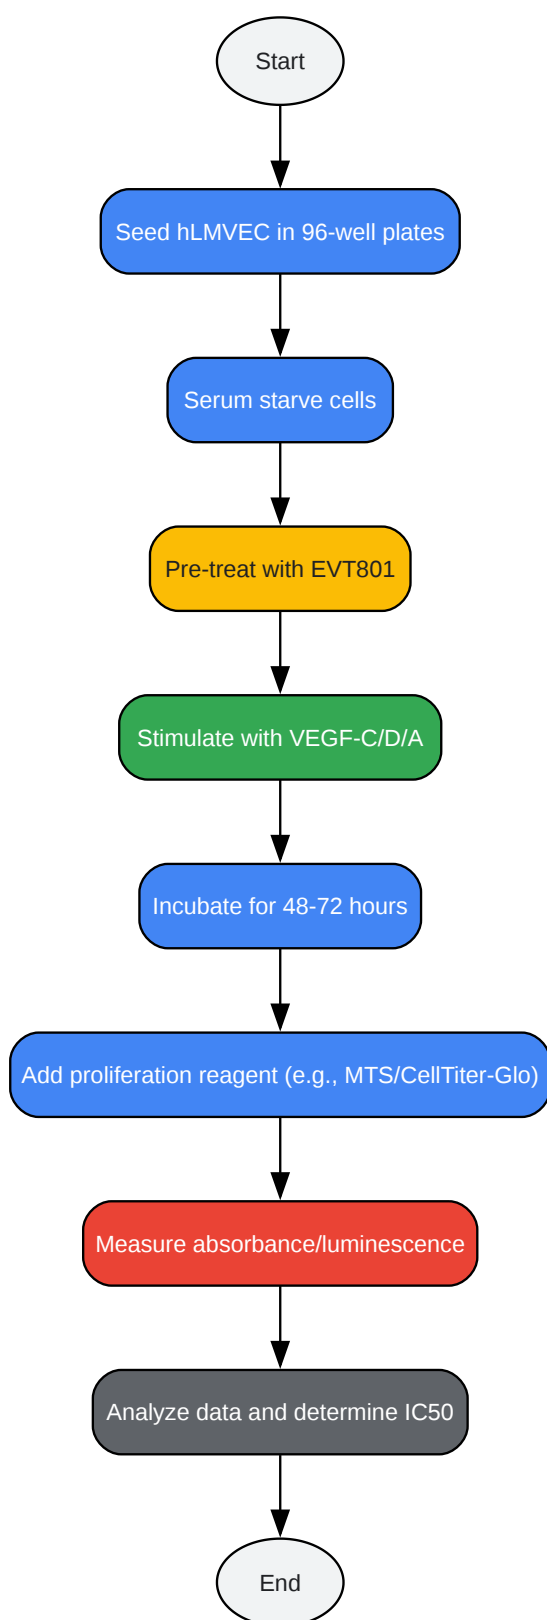 Start
Seed hLMVEC in 96-well plates
Serum starve cells
Pre-treat with EVT801
Stimulate with VEGF-C/D/A
Incubate for 48-72 hours
Add proliferation reagent (e.g., MTS/CellTiter-Glo)
Measure absorbance/luminescence
Analyze data and determine IC50
End